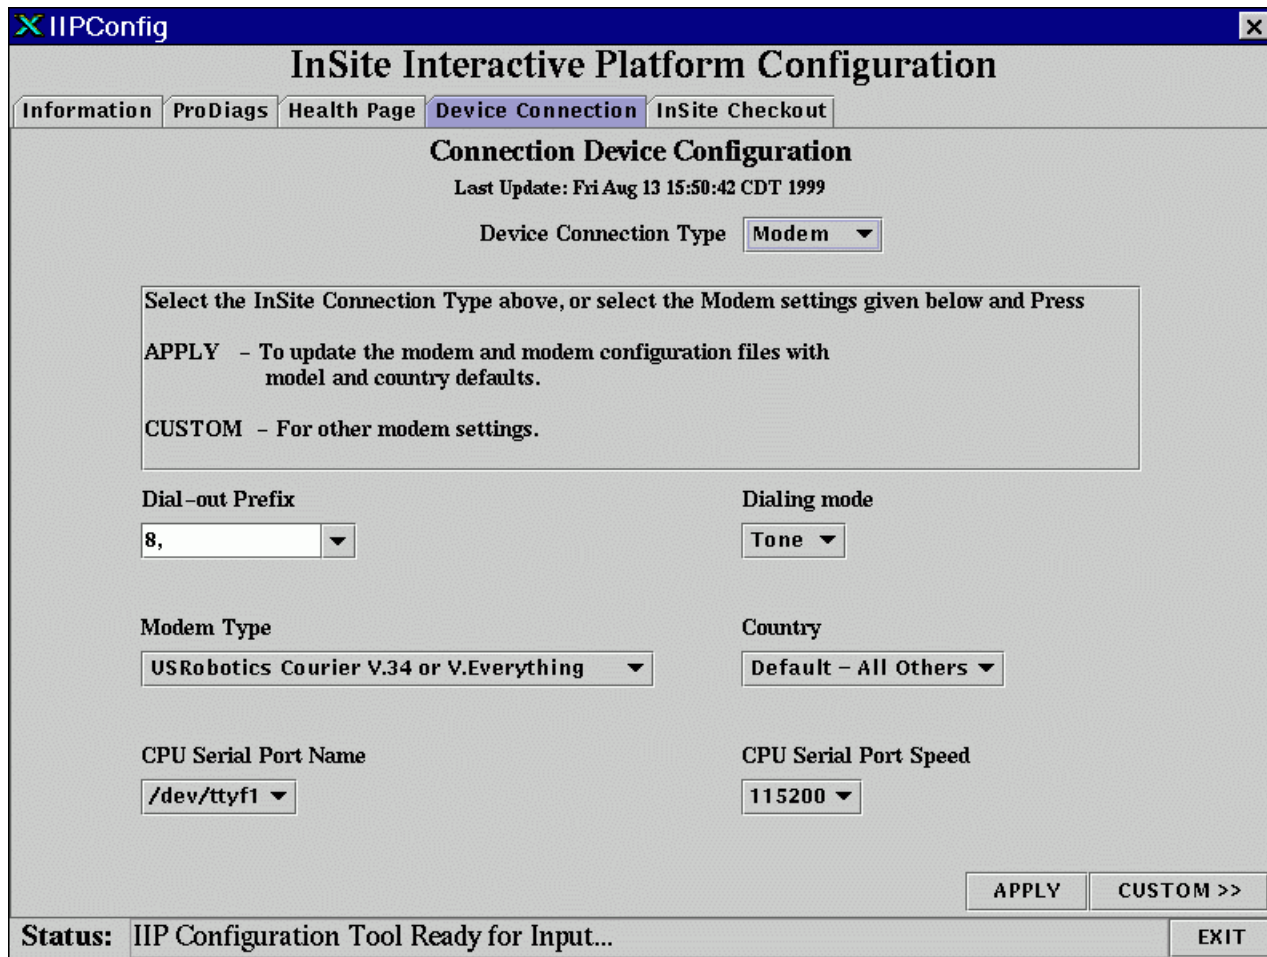 IIPConfig
InSite Interactive Platform Configuration
Information ProDiags Health Page Device Connection InSite Checkout
Connection Device Configuration
Last Update: Fri Aug 13 15:50:42 CDT 1999
Device Connection Type Modem
Select the InSite Connection Type above, or select the Modem settings given below and Press
APPLY – To update the modem and modem configuration files with
model and country defaults.
CUSTOM – For other modem settings.
Dial–out Prefix Dialing mode
8, Tone
Modem Type Country
USRobotics Courier V.34 or V.Everything Default – All Others
CPU Serial Port Name CPU Serial Port Speed
/dev/ttyf1 115200
APPLY CUSTOM >>
Status: IIP Configuration Tool Ready for Input... EXIT